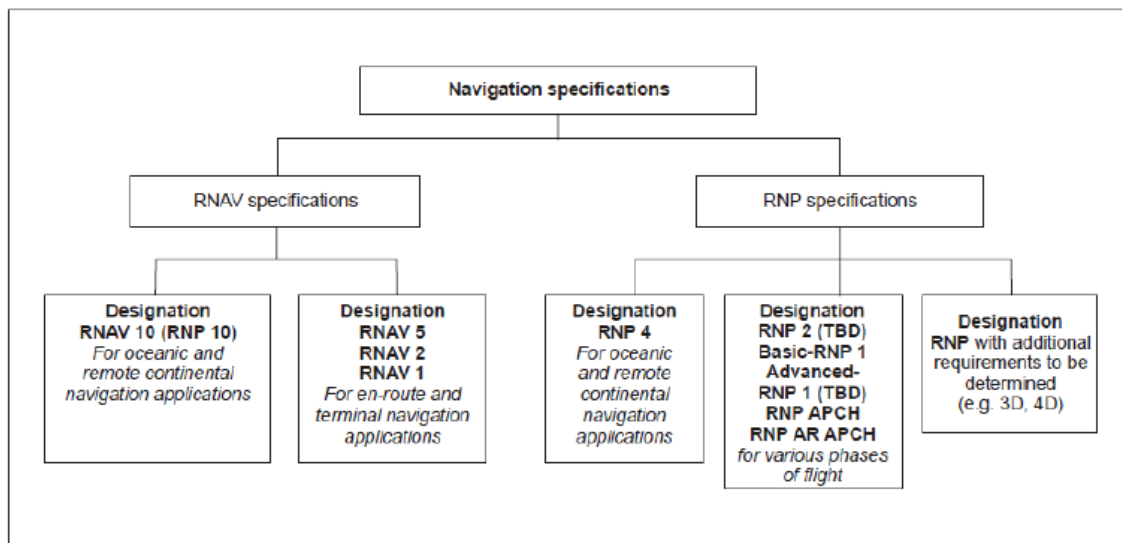 Navigation specifications
RNAV specifications
RNP specifications
Designation
RNAV 10 (RNP 10)
For oceanic and
remote continental
navigation applications
Designation
RNAV 5
RNAV 2
RNAV 1
For en-route and
terminal navigation
applications
Designation
RNP 4
For oceanic
and remote
continental
navigation
applications
Designation
RNP 2 (TBD)
Basic-RNP 1
Advanced-
RNP 1 (TBD)
RNP APCH
RNP AR APCH
for various phases
of flight
Designation
RNP with additional
requirements to be
determined
(e.g. 3D, 4D)